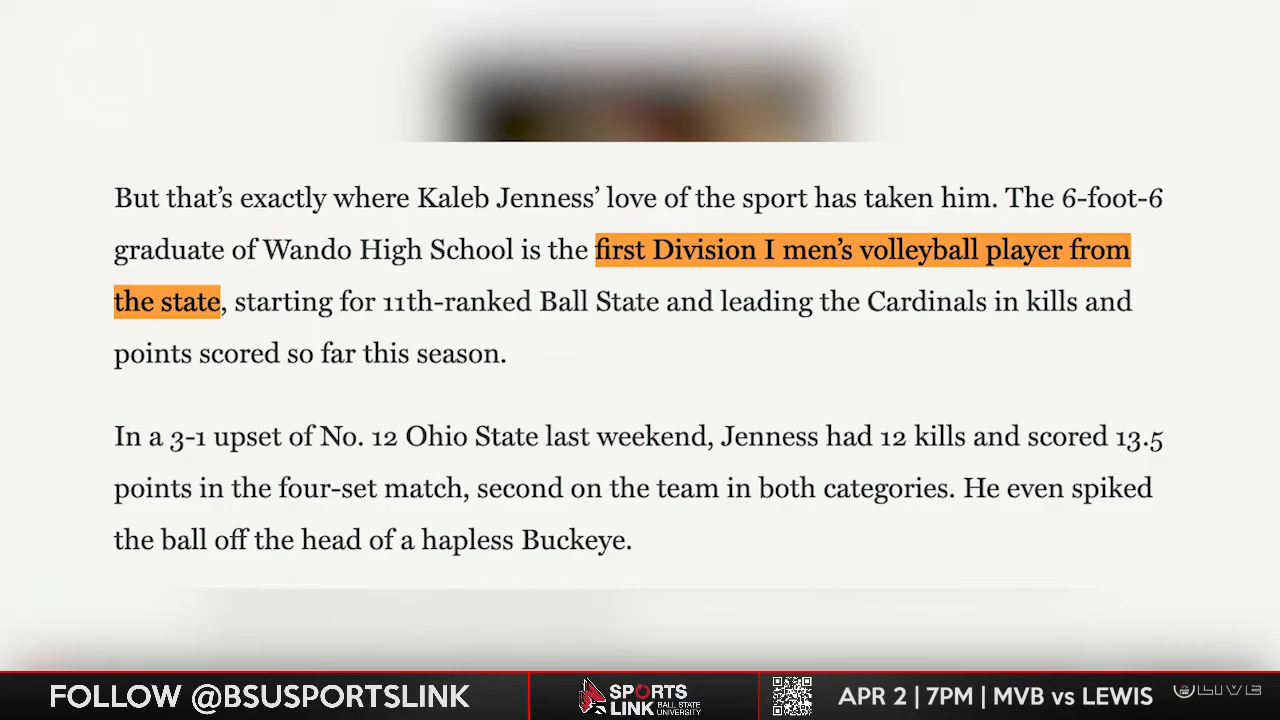 But that’s exactly where Kaleb Jenness’ love of the sport has taken him. The 6-foot-6
graduate of Wando High School is the first Division I men’s volleyball player from
the state, starting for 11th-ranked Ball State and leading the Cardinals in kills and
points scored so far this season.
In a 3-1 upset of No. 12 Ohio State last weekend, Jenness had 12 kills and scored 13.5
points in the four-set match, second on the team in both categories. He even spiked
the ball off the head of a hapless Buckeye.
FOLLOW @BSUSPORTSLINK
SPORTS
LINK BALL STATE
UNIVERSITY
APR 2 | 7PM | MVB vs LEWIS
LIVE